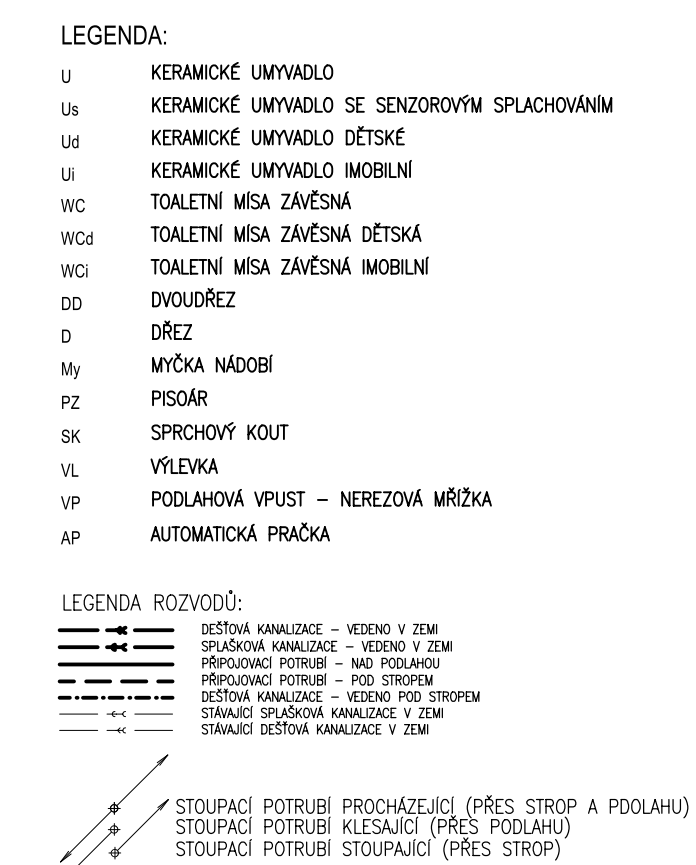 LEGENDA:
U KERAMICKÉ UMYVADLO
Us KERAMICKÉ UMYVADLO SE SENZOROVÝM SPLACHOVÁNÍM
Ud KERAMICKÉ UMYVADLO DĚTSKÉ
Ui KERAMICKÉ UMYVADLO IMOBILNÍ
WC TOALETNÍ MÍSA ZÁVĚSNÁ
WCd TOALETNÍ MÍSA ZÁVĚSNÁ DĚTSKÁ
WCi TOALETNÍ MÍSA ZÁVĚSNÁ IMOBILNÍ
DD DVOUDŘEZ
D DŘEZ
My MYČKA NÁDOBÍ
PZ PISOÁR
SK SPRCHOVÝ KOUT
VL VÝLEVKA
VP PODLAHOVÁ VPUST – NEREZOVÁ MŘÍŽKA
AP AUTOMATICKÁ PRAČKA
LEGENDA ROZVODŮ:
DEŠŤOVÁ KANALIZACE – VEDENO V ZEMI
SPLAŠKOVÁ KANALIZACE – VEDENO V ZEMI
PŘIPOJOVACÍ POTRUBÍ – NAD PODLAHOU
PŘIPOJOVACÍ POTRUBÍ – POD STROPEM
DEŠŤOVÁ KANALIZACE – VEDENO POD STROPEM
STÁVAJÍCÍ SPLAŠKOVÁ KANALIZACE V ZEMI
STÁVAJÍCÍ DEŠŤOVÁ KANALIZACE V ZEMI
STOUPACÍ POTRUBÍ PROCHÁZEJÍCÍ (PŘES STROP A PDOLAHU)
STOUPACÍ POTRUBÍ KLESAJÍCÍ (PŘES PODLAHU)
STOUPACÍ POTRUBÍ STOUPAJÍCÍ (PŘES STROP)